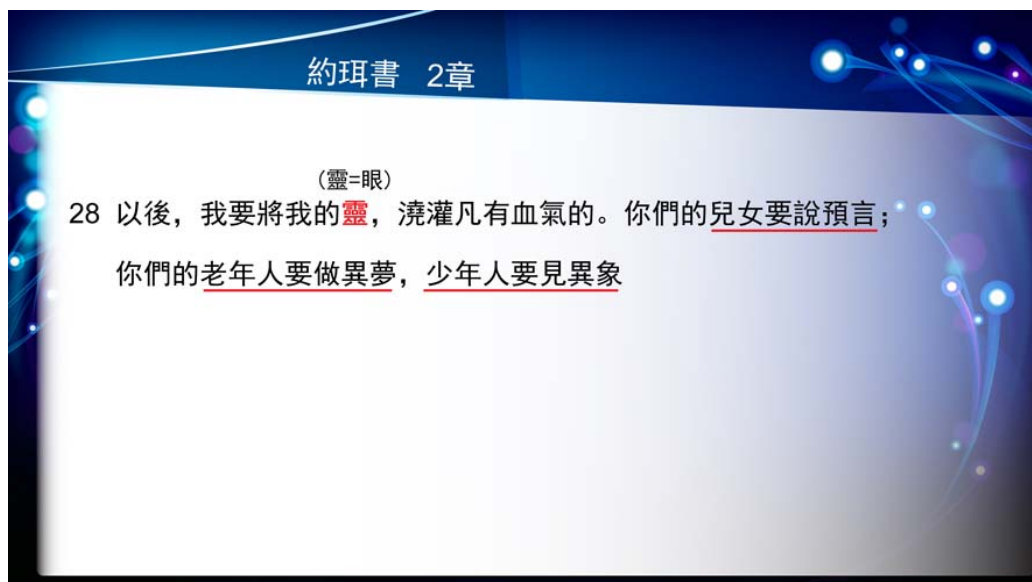 約珥書 2章
(靈=眼)
28 以後，我要將我的靈，澆灌凡有血氣的。你們的兒女要說預言；
你們的老年人要做異夢，少年人要見異象